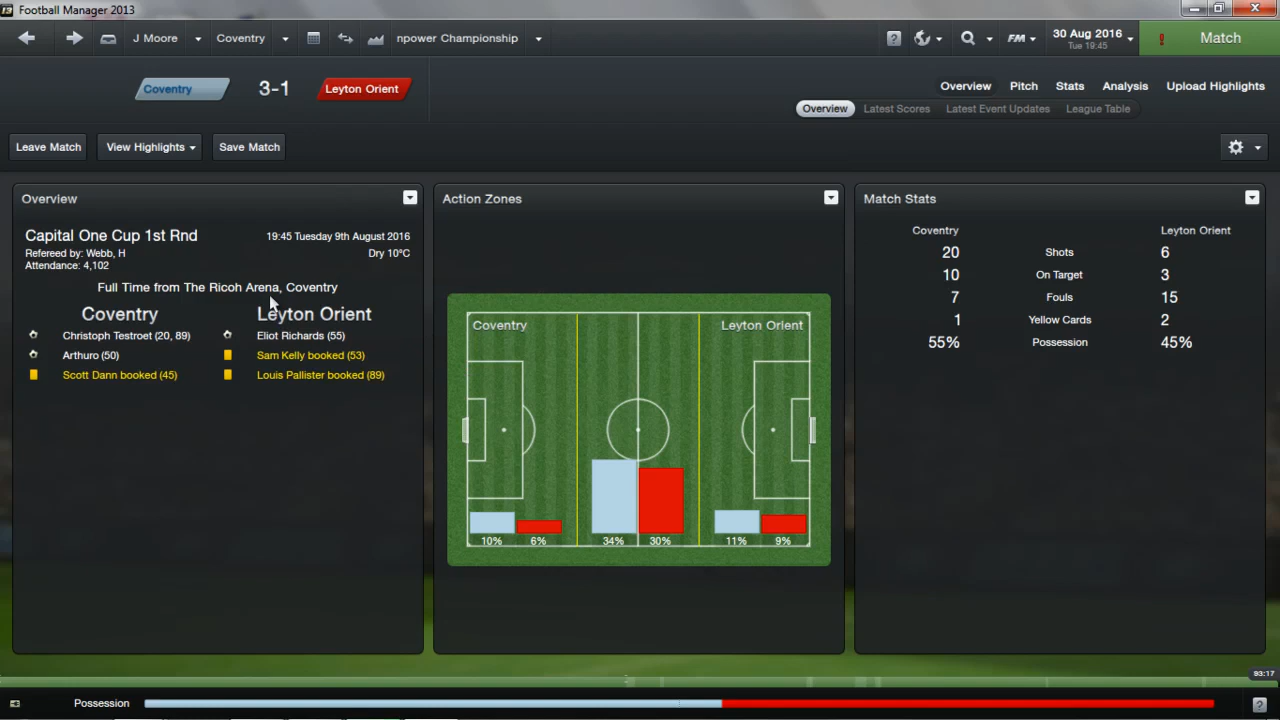 Football Manager 2013
J Moore
Coventry
npower Championship
FM
30 Aug 2016
Tue 19:45
Match
Coventry 3-1 Leyton Orient
Overview Pitch Stats Analysis Upload Highlights
Overview Latest Scores Latest Event Updates League Table
Leave Match View Highlights Save Match
Overview
Capital One Cup 1st Rnd 19:45 Tuesday 9th August 2016
Refereed by: Webb, H Dry 10°C
Attendance: 4,102
Full Time from The Ricoh Arena, Coventry
Coventry Leyton Orient
Christoph Testroet (20, 89) Eliot Richards (55)
Arthuro (50) Sam Kelly booked (53)
Scott Dann booked (45) Louis Pallister booked (89)
Action Zones
Coventry Leyton Orient
10% 6% 34% 30% 11% 9%
Match Stats
Coventry Leyton Orient
20 Shots 6
10 On Target 3
7 Fouls 15
1 Yellow Cards 2
55% Possession 45%
93:17
Possession